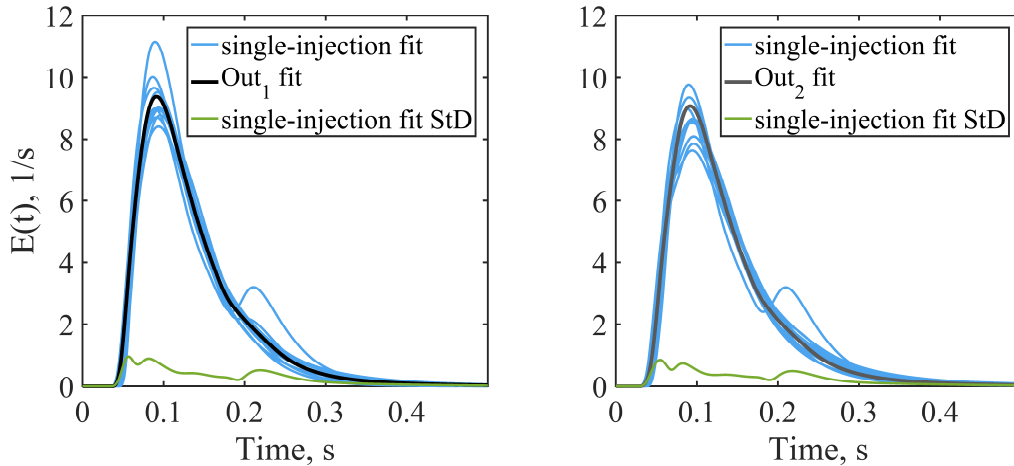 12
10
8
6
4
2
0
E(t), 1/s
single-injection fit
Out1 fit
single-injection fit StD
0 0.1 0.2 0.3 0.4
Time, s
12
10
8
6
4
2
0
single-injection fit
Out2 fit
single-injection fit StD
0 0.1 0.2 0.3 0.4
Time, s